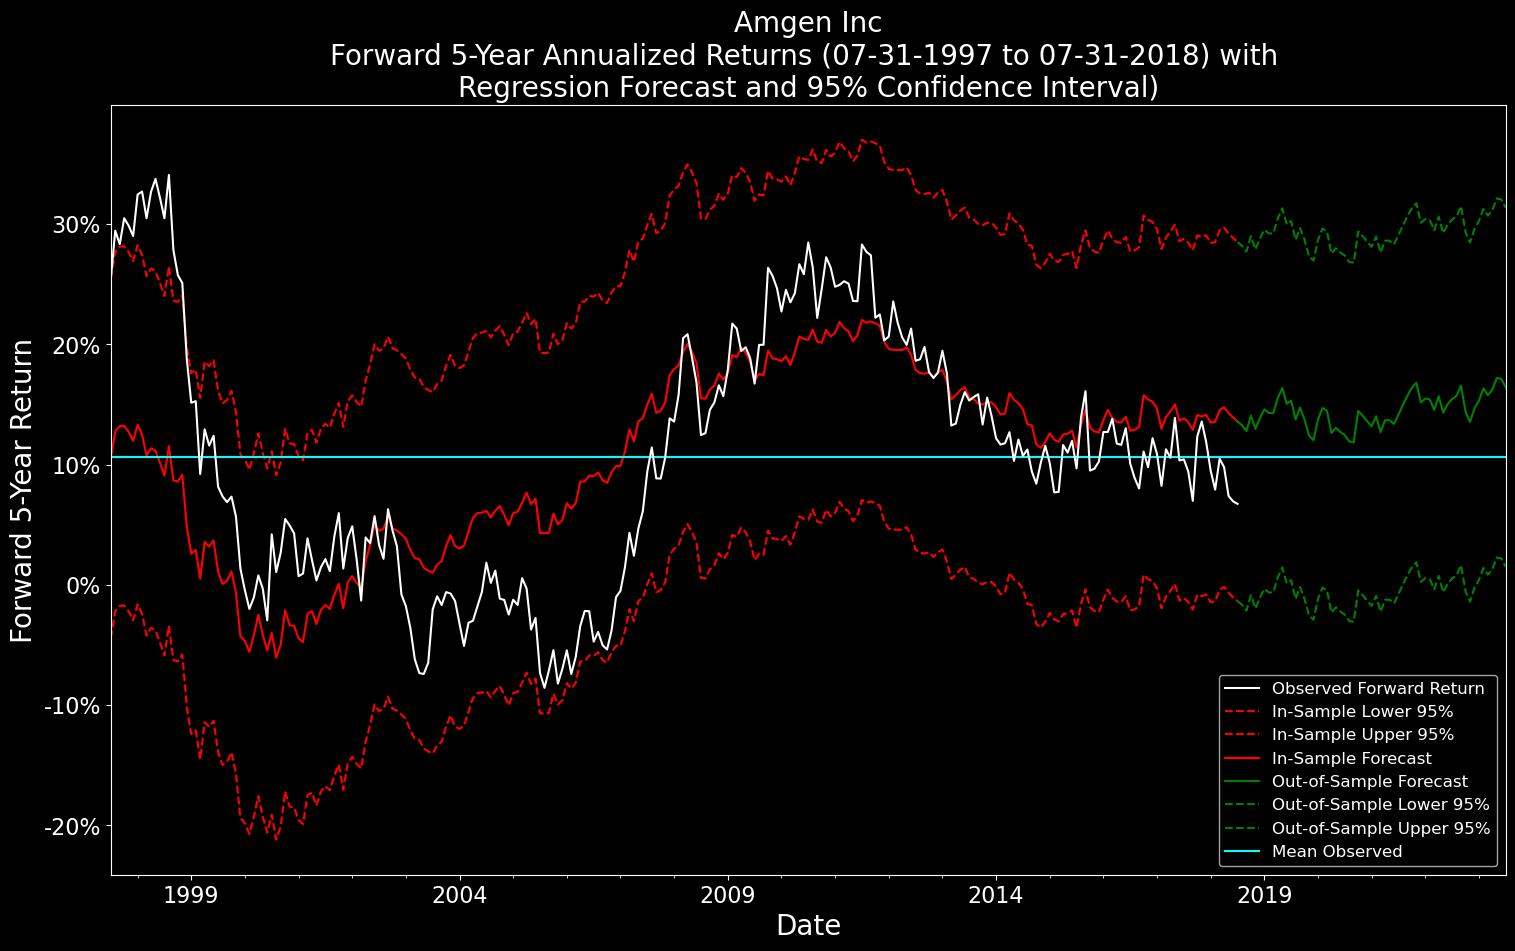 Amgen Inc
Forward 5-Year Annualized Returns (07-31-1997 to 07-31-2018) with
Regression Forecast and 95% Confidence Interval)
Forward 5-Year Return
30%
20%
10%
0%
-10%
-20%
Observed Forward Return
In-Sample Lower 95%
In-Sample Upper 95%
In-Sample Forecast
Out-of-Sample Forecast
Out-of-Sample Lower 95%
Out-of-Sample Upper 95%
Mean Observed
1999 2004 2009 2014 2019
Date